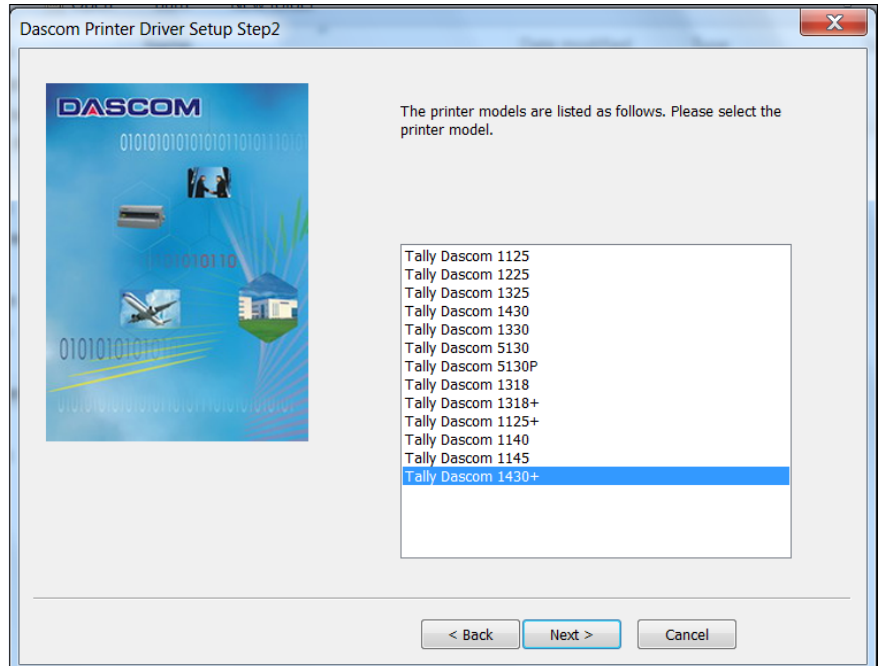 Dascom Printer Driver Setup Step2
DASCOM
The printer models are listed as follows. Please select the
printer model.
Tally Dascom 1125
Tally Dascom 1225
Tally Dascom 1325
Tally Dascom 1430
Tally Dascom 1330
Tally Dascom 5130
Tally Dascom 5130P
Tally Dascom 1318
Tally Dascom 1318+
Tally Dascom 1125+
Tally Dascom 1140
Tally Dascom 1145
Tally Dascom 1430+
< Back
Next >
Cancel